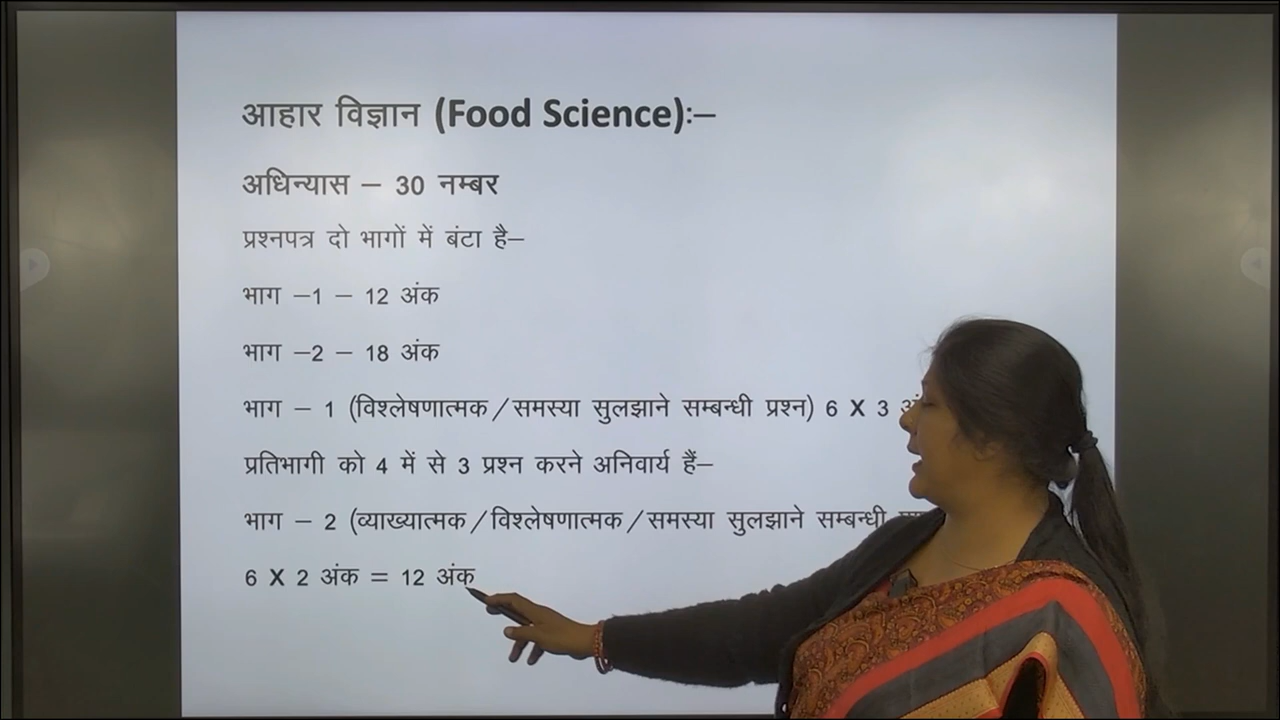 आहार विज्ञान (Food Science):–
अधिन्यास – 30 नम्बर
प्रश्नपत्र दो भागों में बंटा है–
भाग –1 – 12 अंक
भाग –2 – 18 अंक
भाग – 1 (विश्लेषणात्मक/समस्या सुलझाने सम्बन्धी प्रश्न) 6 X 3
प्रतिभागी को 4 में से 3 प्रश्न करने अनिवार्य हैं–
भाग – 2 (व्याख्यात्मक/विश्लेषणात्मक/समस्या सुलझाने सम्बन्धी
6 X 2 अंक = 12 अंक